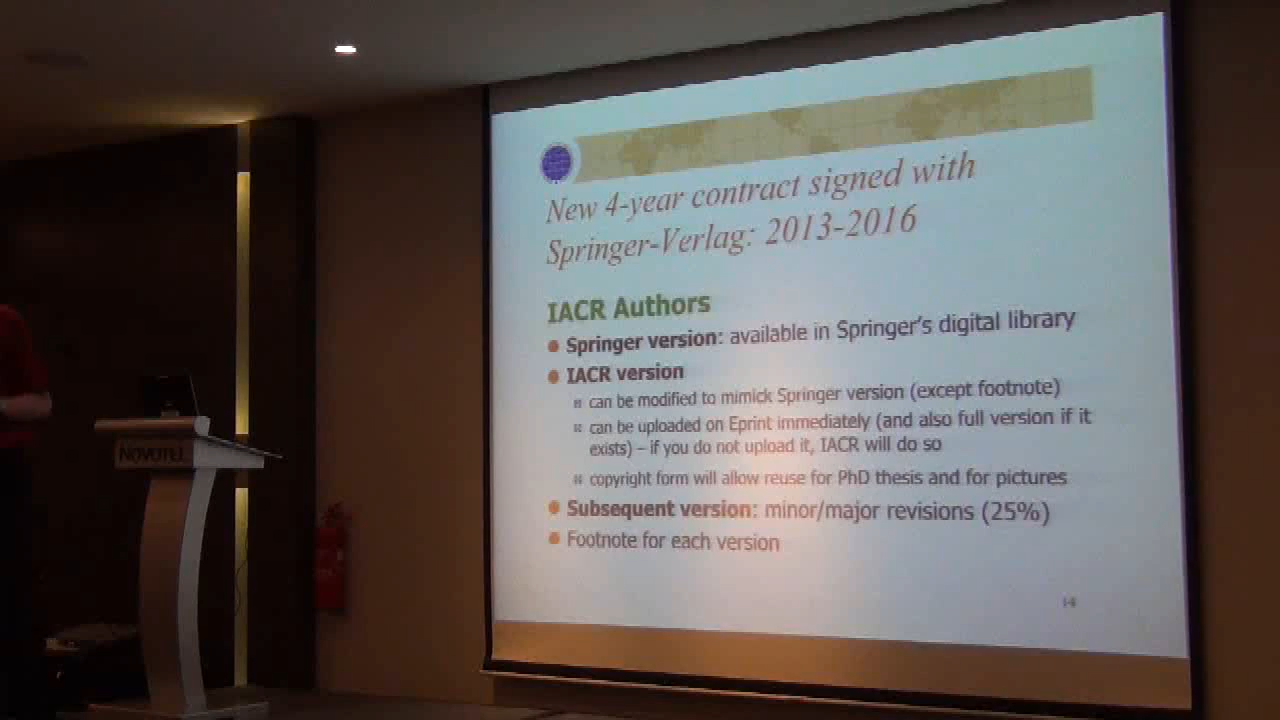 New 4-year contract signed with
Springer-Verlag: 2013-2016
IACR Authors
Springer version: available in Springer's digital library
IACR version
can be modified to mimick Springer version (except footnote)
can be uploaded on Eprint immediately (and also full version if it
exists) – if you do not upload it, IACR will do so
copyright form will allow reuse for PhD thesis and for pictures
Subsequent version: minor/major revisions (25%)
Footnote for each version
NOVOTEL